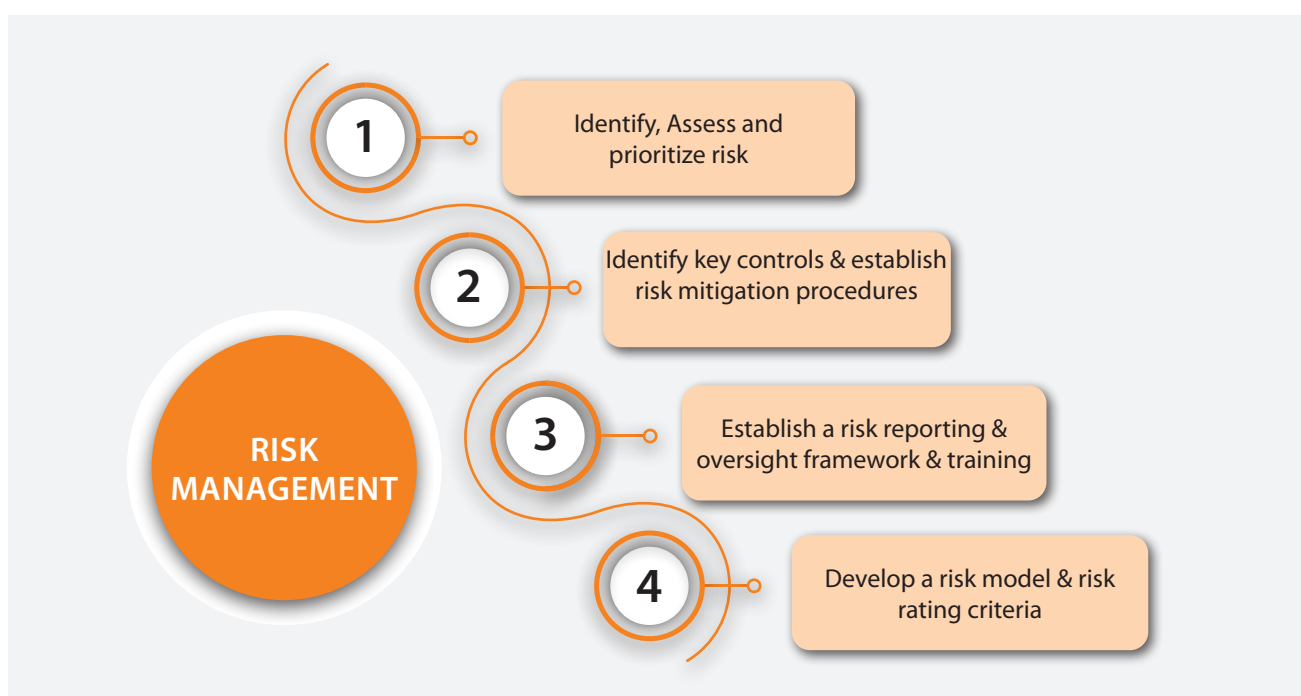 1
Identify, Assess and
prioritize risk
2
Identify key controls & establish
risk mitigation procedures
3
Establish a risk reporting &
oversight framework & training
RISK
MANAGEMENT
4
Develop a risk model & risk
rating criteria